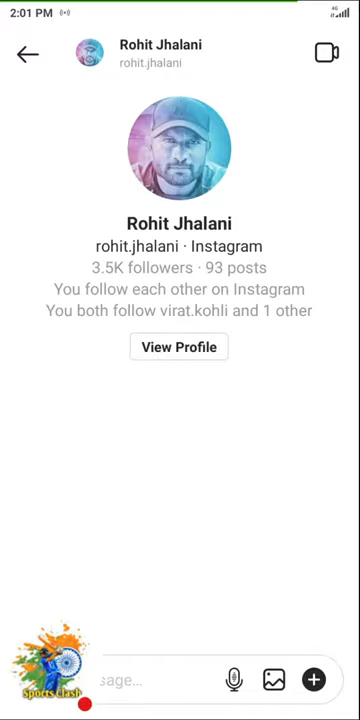 2:01 PM
4G
Rohit Jhalani
rohit.jhalani
Rohit Jhalani
rohit.jhalani · Instagram
3.5K followers · 93 posts
You follow each other on Instagram
You both follow virat.kohli and 1 other
View Profile
sage...
Sports Clash